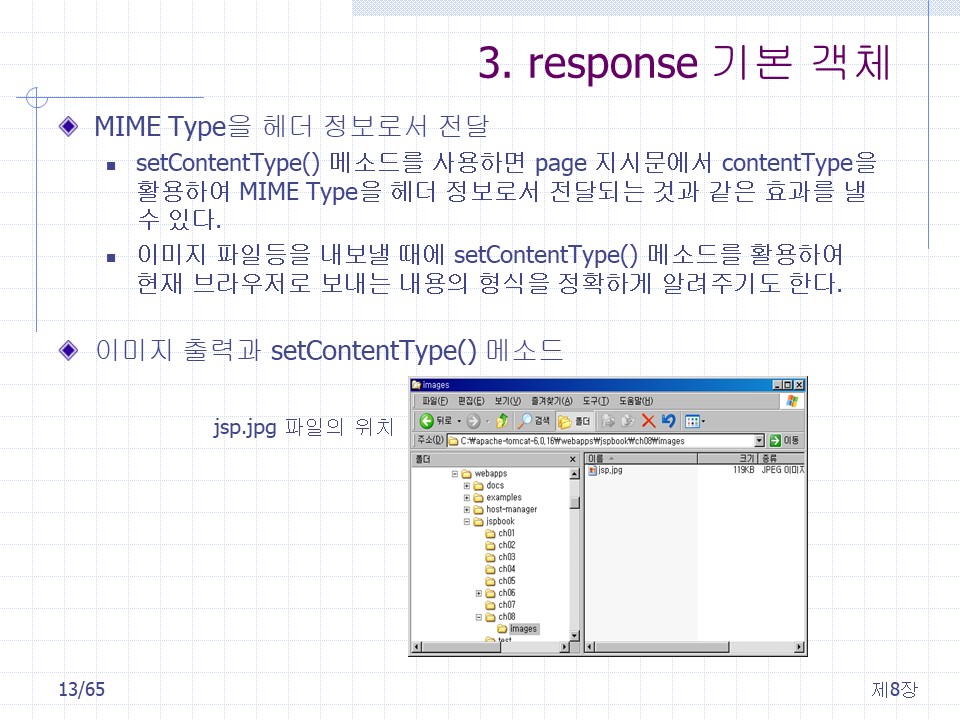 3. response 기본 객체
MIME Type을 헤더 정보로서 전달
setContentType() 메소드를 사용하면 page 지시문에서 contentType을
활용하여 MIME Type을 헤더 정보로서 전달되는 것과 같은 효과를 낼
수 있다.
이미지 파일등을 내보낼 때에 setContentType() 메소드를 활용하여
현재 브라우저로 보내는 내용의 형식을 정확하게 알려주기도 한다.
이미지 출력과 setContentType() 메소드
jsp.jpg 파일의 위치
images
파일(F) 편집(E) 보기(V) 즐겨찾기(A) 도구(T) 도움말(H)
뒤로 검색 폴더
주소(D) C:₩apache-tomcat-6.0.16₩webapps₩jspbook₩ch08₩images 이동
폴더
이름 크기 종류
jsp.jpg 119KB JPEG 이미지
webapps
docs
examples
host-manager
jspbook
ch01
ch02
ch03
ch04
ch05
ch06
ch07
ch08
images
test
13/65
제8장